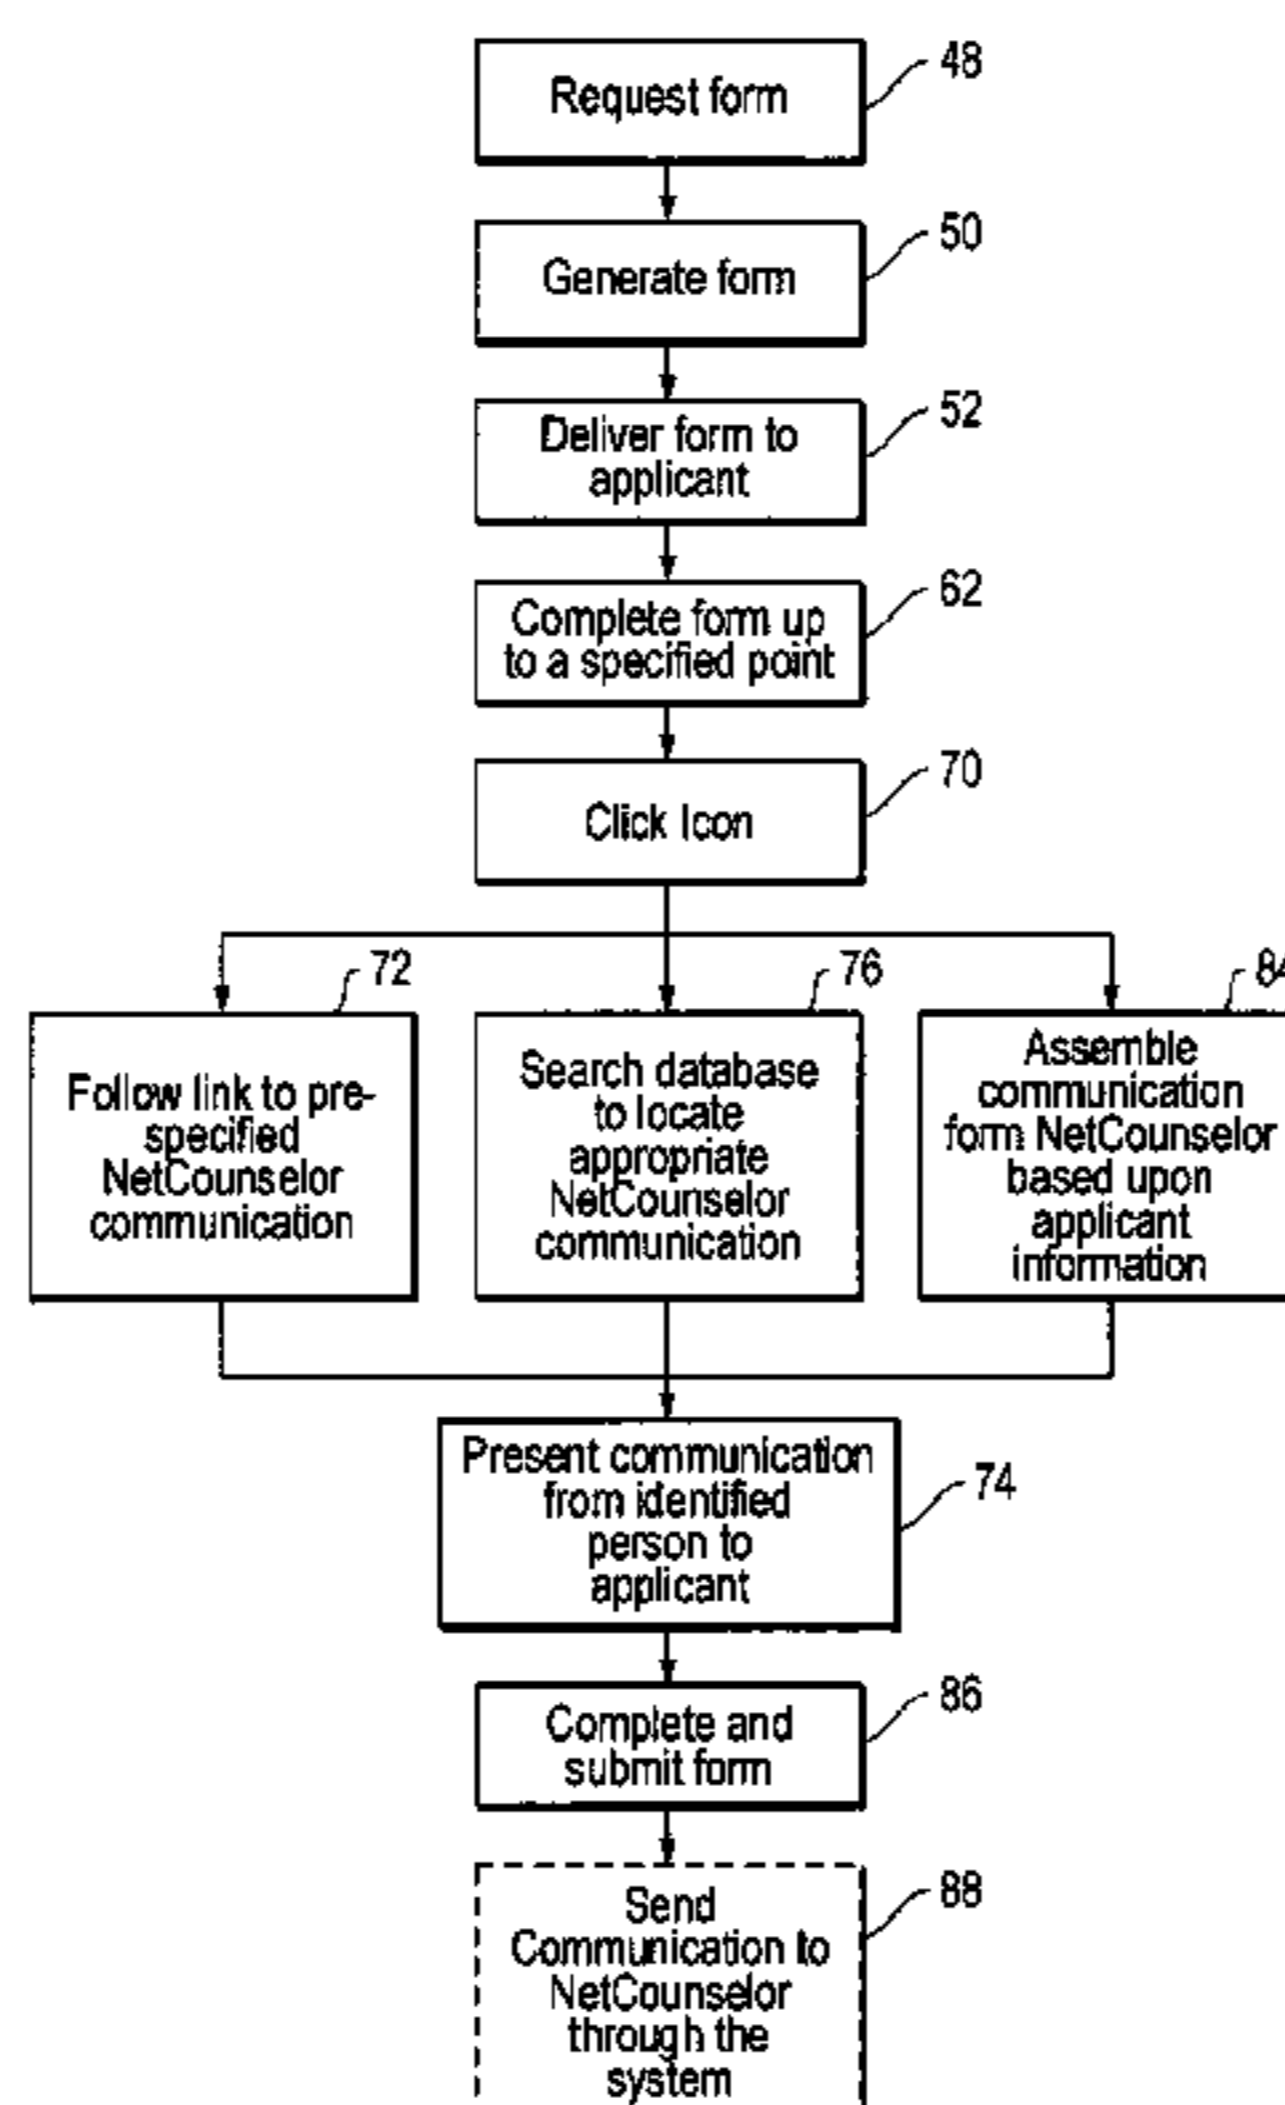 Request form
48
Generate form
50
Deliver form to
applicant
52
Complete form up
to a specified point
62
Click Icon
70
72
Follow link to pre-
specified
NetCounselor
communication
76
Search database
to locate
appropriate
NetCounselor
communication
84
Assemble
communication
form NetCounselor
based upon
applicant
information
Present communication
from identified
person to
applicant
74
Complete and
submit form
86
Send
Communication to
NetCounselor
through the
system
88